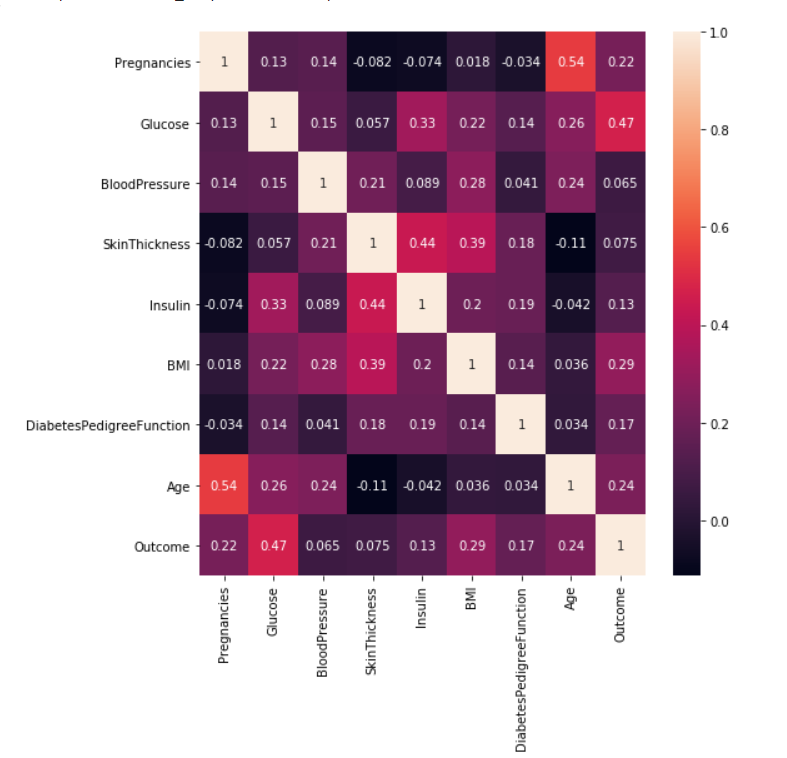 Pregnancies 1 0.13 0.14 -0.082 -0.074 0.018 -0.034 0.54 0.22
Glucose 0.13 1 0.15 0.057 0.33 0.22 0.14 0.26 0.47
BloodPressure 0.14 0.15 1 0.21 0.089 0.28 0.041 0.24 0.065
SkinThickness -0.082 0.057 0.21 1 0.44 0.39 0.18 -0.11 0.075
Insulin -0.074 0.33 0.089 0.44 1 0.2 0.19 -0.042 0.13
BMI 0.018 0.22 0.28 0.39 0.2 1 0.14 0.036 0.29
DiabetesPedigreeFunction -0.034 0.14 0.041 0.18 0.19 0.14 1 0.034 0.17
Age 0.54 0.26 0.24 -0.11 -0.042 0.036 0.034 1 0.24
Outcome 0.22 0.47 0.065 0.075 0.13 0.29 0.17 0.24 1
Pregnancies
Glucose
BloodPressure
SkinThickness
Insulin
BMI
DiabetesPedigreeFunction
Age
Outcome
1.0
0.8
0.6
0.4
0.2
0.0